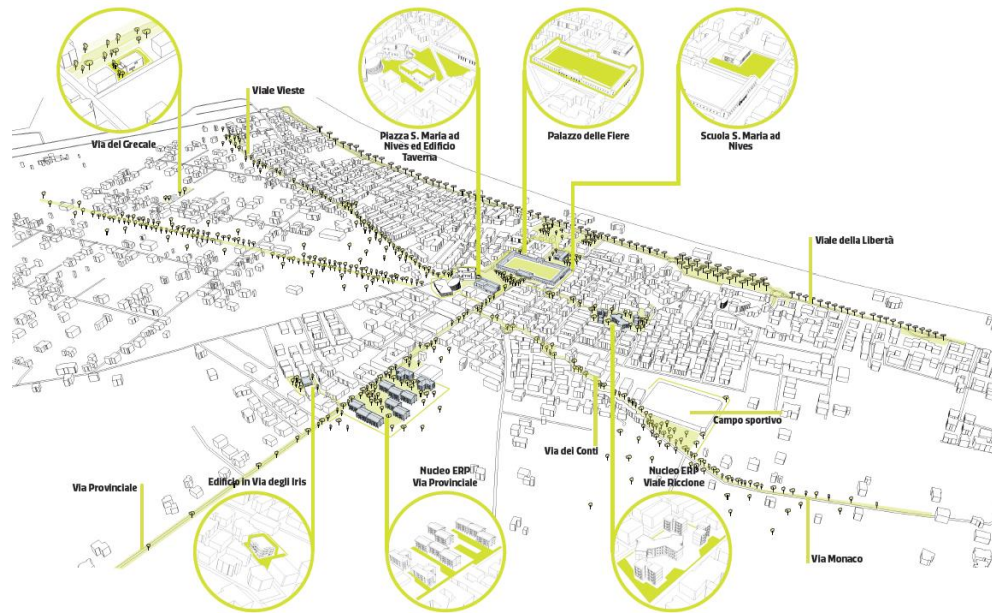 Viale Vieste
Via del Grecale
Piazza S. Maria ad
Nives ed Edificio
Taverna
Palazzo delle Fiere
Scuola S. Maria ad
Nives
Viale della Libertà
Campo sportivo
Via dei Conti
Edificio in Via degli Iris
Nucleo ERP
Via Provinciale
Nucleo ERP
Viale Riccione
Via Provinciale
Via Monaco